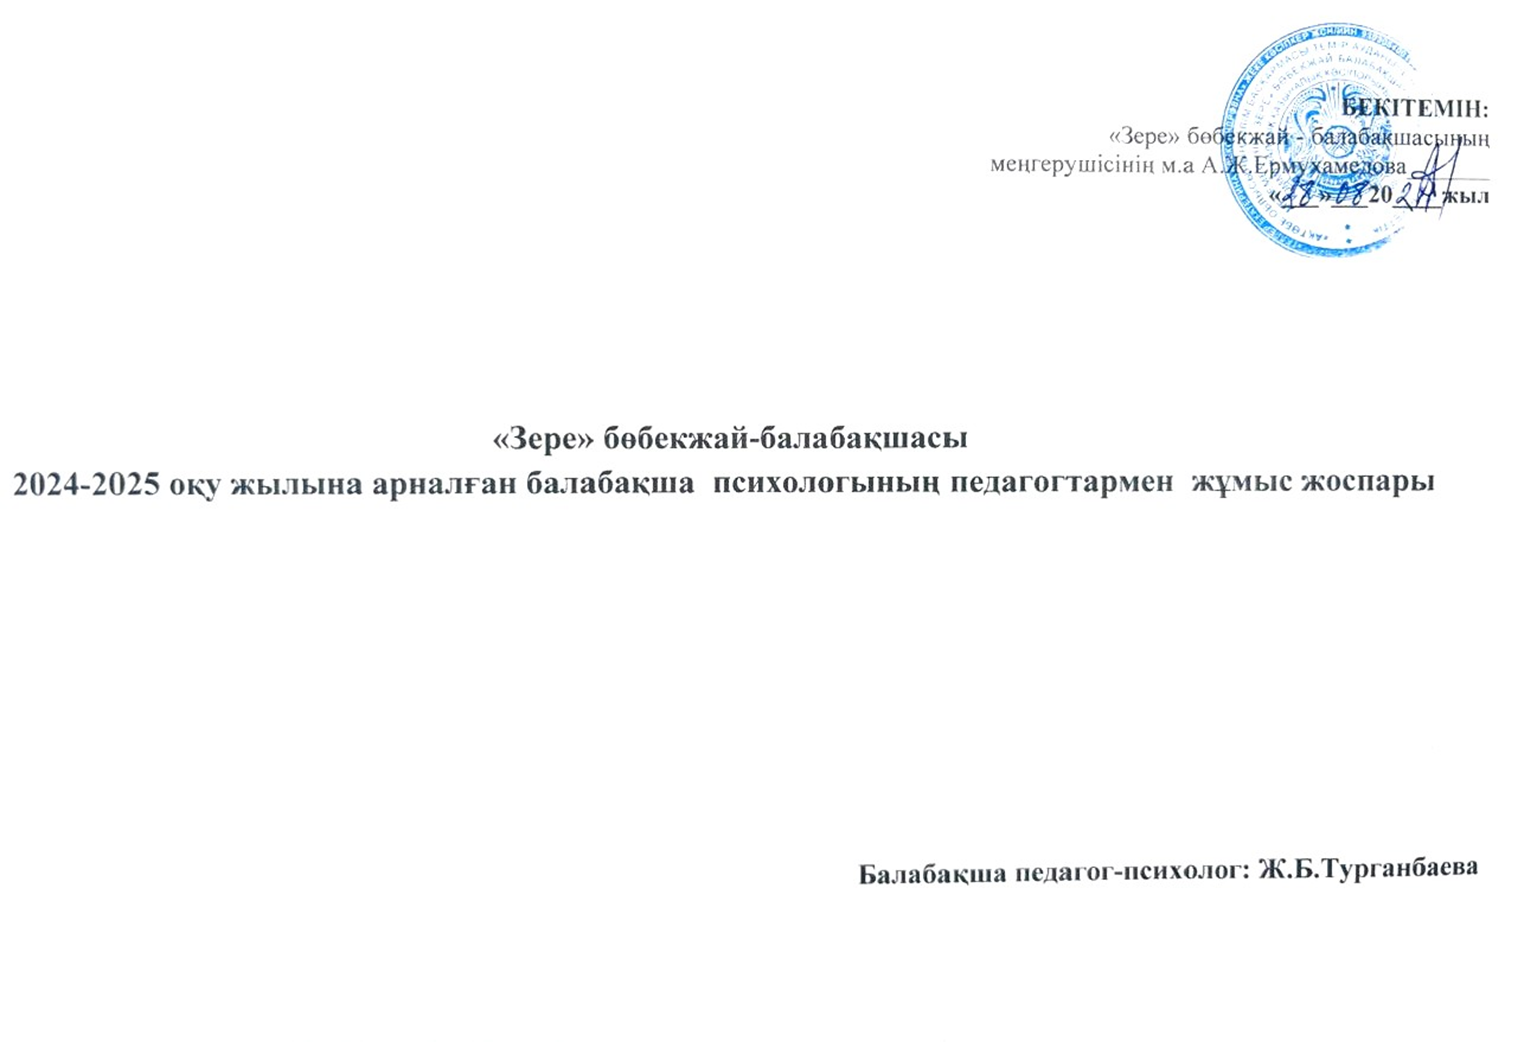 БЕКІТЕМІН:
«Зере» бөбекжай - балабақшасының
меңгерушісінің м.а А.Ж.Ермухамедова______
«28» 08 2024 жыл
«Зере» бөбекжай-балабақшасы
2024-2025 оқу жылына арналған балабақша психологының педагогтармен жұмыс жоспары
Балабақша педагог-психолог: Ж.Б.Турганбаева